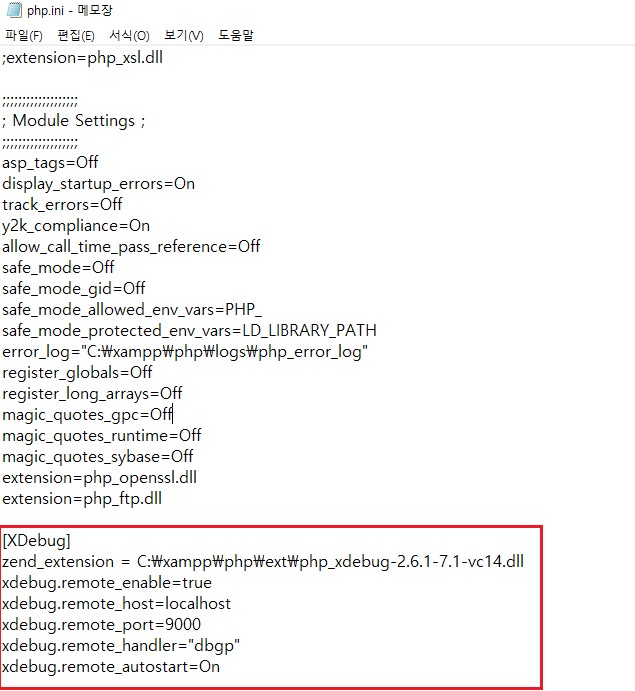 php.ini - 메모장
파일(F) 편집(E) 서식(O) 보기(V) 도움말
;extension=php_xsl.dll
;;;;;;;;;;;;;;;;;;;
; Module Settings ;
;;;;;;;;;;;;;;;;;;;
asp_tags=Off
display_startup_errors=On
track_errors=Off
y2k_compliance=On
allow_call_time_pass_reference=Off
safe_mode=Off
safe_mode_gid=Off
safe_mode_allowed_env_vars=PHP_
safe_mode_protected_env_vars=LD_LIBRARY_PATH
error_log="C:₩xampp₩php₩logs₩php_error_log"
register_globals=Off
register_long_arrays=Off
magic_quotes_gpc=Off
magic_quotes_runtime=Off
magic_quotes_sybase=Off
extension=php_openssl.dll
extension=php_ftp.dll
[XDebug]
zend_extension = C:₩xampp₩php₩ext₩php_xdebug-2.6.1-7.1-vc14.dll
xdebug.remote_enable=true
xdebug.remote_host=localhost
xdebug.remote_port=9000
xdebug.remote_handler="dbgp"
xdebug.remote_autostart=On